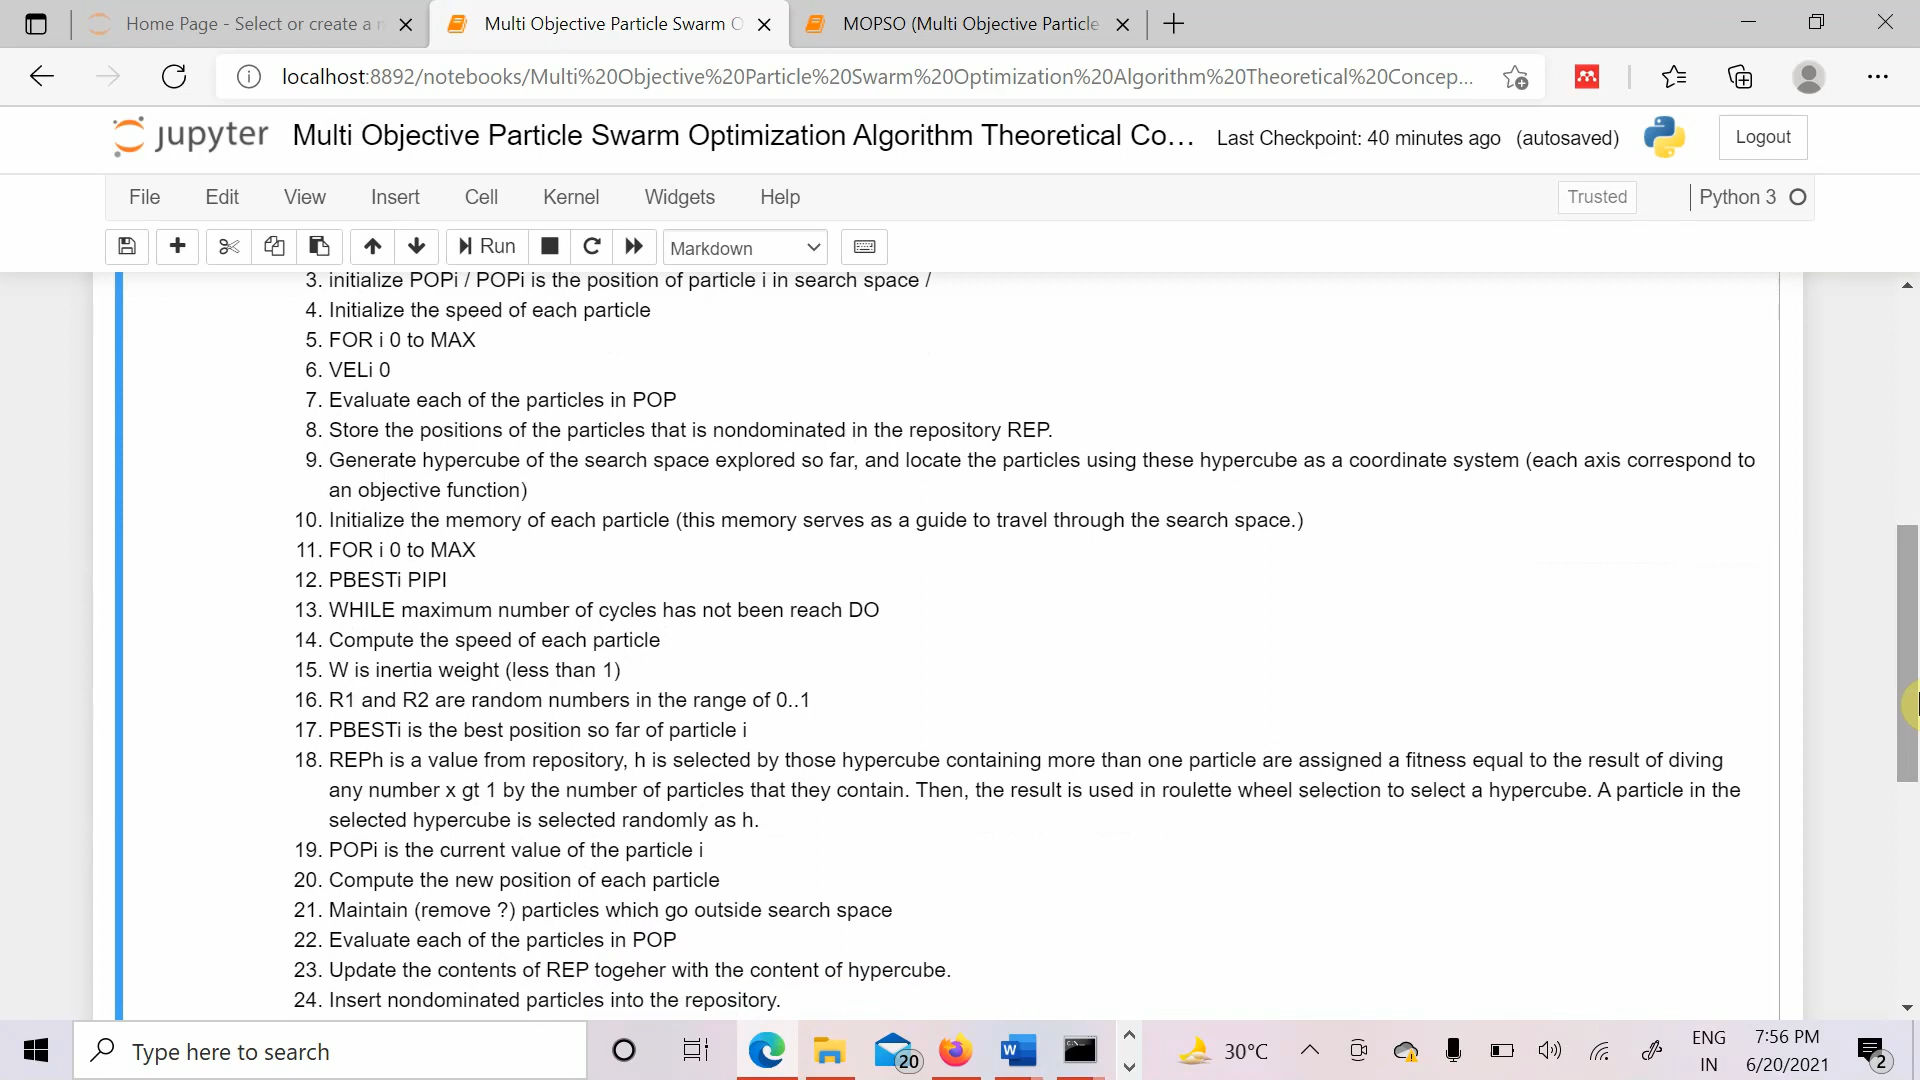 Home Page - Select or create a n
Multi Objective Particle Swarm O
MOPSO (Multi Objective Particle
localhost:8892/notebooks/Multi%20Objective%20Particle%20Swarm%20Optimization%20Algorithm%20Theoretical%20Concep...
jupyter Multi Objective Particle Swarm Optimization Algorithm Theoretical Co... Last Checkpoint: 40 minutes ago (autosaved) Logout
File Edit View Insert Cell Kernel Widgets Help Trusted Python 3
Run Markdown
3. initialize POPi / POPi is the position of particle i in search space /
4. Initialize the speed of each particle
5. FOR i 0 to MAX
6. VELi 0
7. Evaluate each of the particles in POP
8. Store the positions of the particles that is nondominated in the repository REP.
9. Generate hypercube of the search space explored so far, and locate the particles using these hypercube as a coordinate system (each axis correspond to
an objective function)
10. Initialize the memory of each particle (this memory serves as a guide to travel through the search space.)
11. FOR i 0 to MAX
12. PBESTi PIPI
13. WHILE maximum number of cycles has not been reach DO
14. Compute the speed of each particle
15. W is inertia weight (less than 1)
16. R1 and R2 are random numbers in the range of 0..1
17. PBESTi is the best position so far of particle i
18. REPh is a value from repository, h is selected by those hypercube containing more than one particle are assigned a fitness equal to the result of diving
any number x gt 1 by the number of particles that they contain. Then, the result is used in roulette wheel selection to select a hypercube. A particle in the
selected hypercube is selected randomly as h.
19. POPi is the current value of the particle i
20. Compute the new position of each particle
21. Maintain (remove ?) particles which go outside search space
22. Evaluate each of the particles in POP
23. Update the contents of REP togeher with the content of hypercube.
24. Insert nondominated particles into the repository.
Type here to search
20
30°C
ENG
IN
7:56 PM
6/20/2021
2